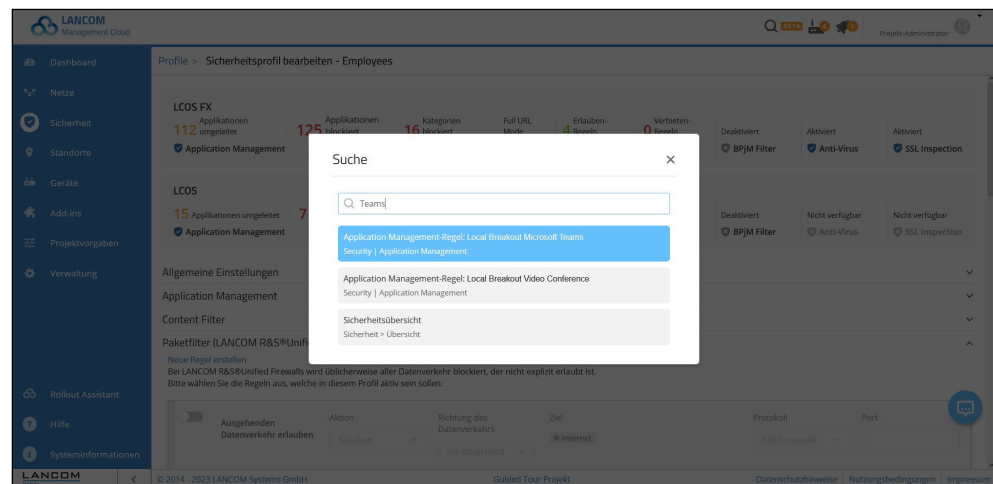 LANCOM
Management Cloud
BETA
Projekt-Administrator
Dashboard
Netze
Sicherheit
Standorte
Geräte
Add-ins
Projektvorgaben
Verwaltung
Rollout Assistant
Hilfe
Systeminformationen
LANCOM
Profile > Sicherheitsprofil bearbeiten - Employees
LCOS FX
112 Applikationen umgeleitet
125 Applikationen blockiert
16 Kategorien blockiert
Full URL Mode
4 Erlauben-Regeln
0 Verbieten-Regeln
Deaktiviert
Aktiviert
Aktiviert
Application Management
BPjM Filter
Anti-Virus
SSL Inspection
LCOS
15 Applikationen umgeleitet
7
Deaktiviert
Nicht verfügbar
Nicht verfügbar
Application Management
BPjM Filter
Anti-Virus
SSL Inspection
Suche
Teams
Application Management-Regel: Local Breakout Microsoft Teams
Security | Application Management
Application Management-Regel: Local Breakout Video Conference
Security | Application Management
Sicherheitsübersicht
Sicherheit > Übersicht
Allgemeine Einstellungen
Application Management
Content Filter
Paketfilter (LANCOM R&S®Unifi
Neue Regel erstellen
Bei LANCOM R&S®Unified Firewalls wird üblicherweise aller Datenverkehr blockiert, der nicht explizit erlaubt ist.
Bitte wählen Sie die Regeln aus, welche in diesem Profil aktiv sein sollen:
Ausgehenden
Datenverkehr erlauben
Aktion
Erlauben
Richtung des
Datenverkehrs
Nur ausgehend
Ziel
Internet
Protokoll
Alle Protokolle
Port
© 2014 - 2023 LANCOM Systems GmbH
Guided Tour Projekt
Datenschutzhinweise | Nutzungsbedingungen | Impressum